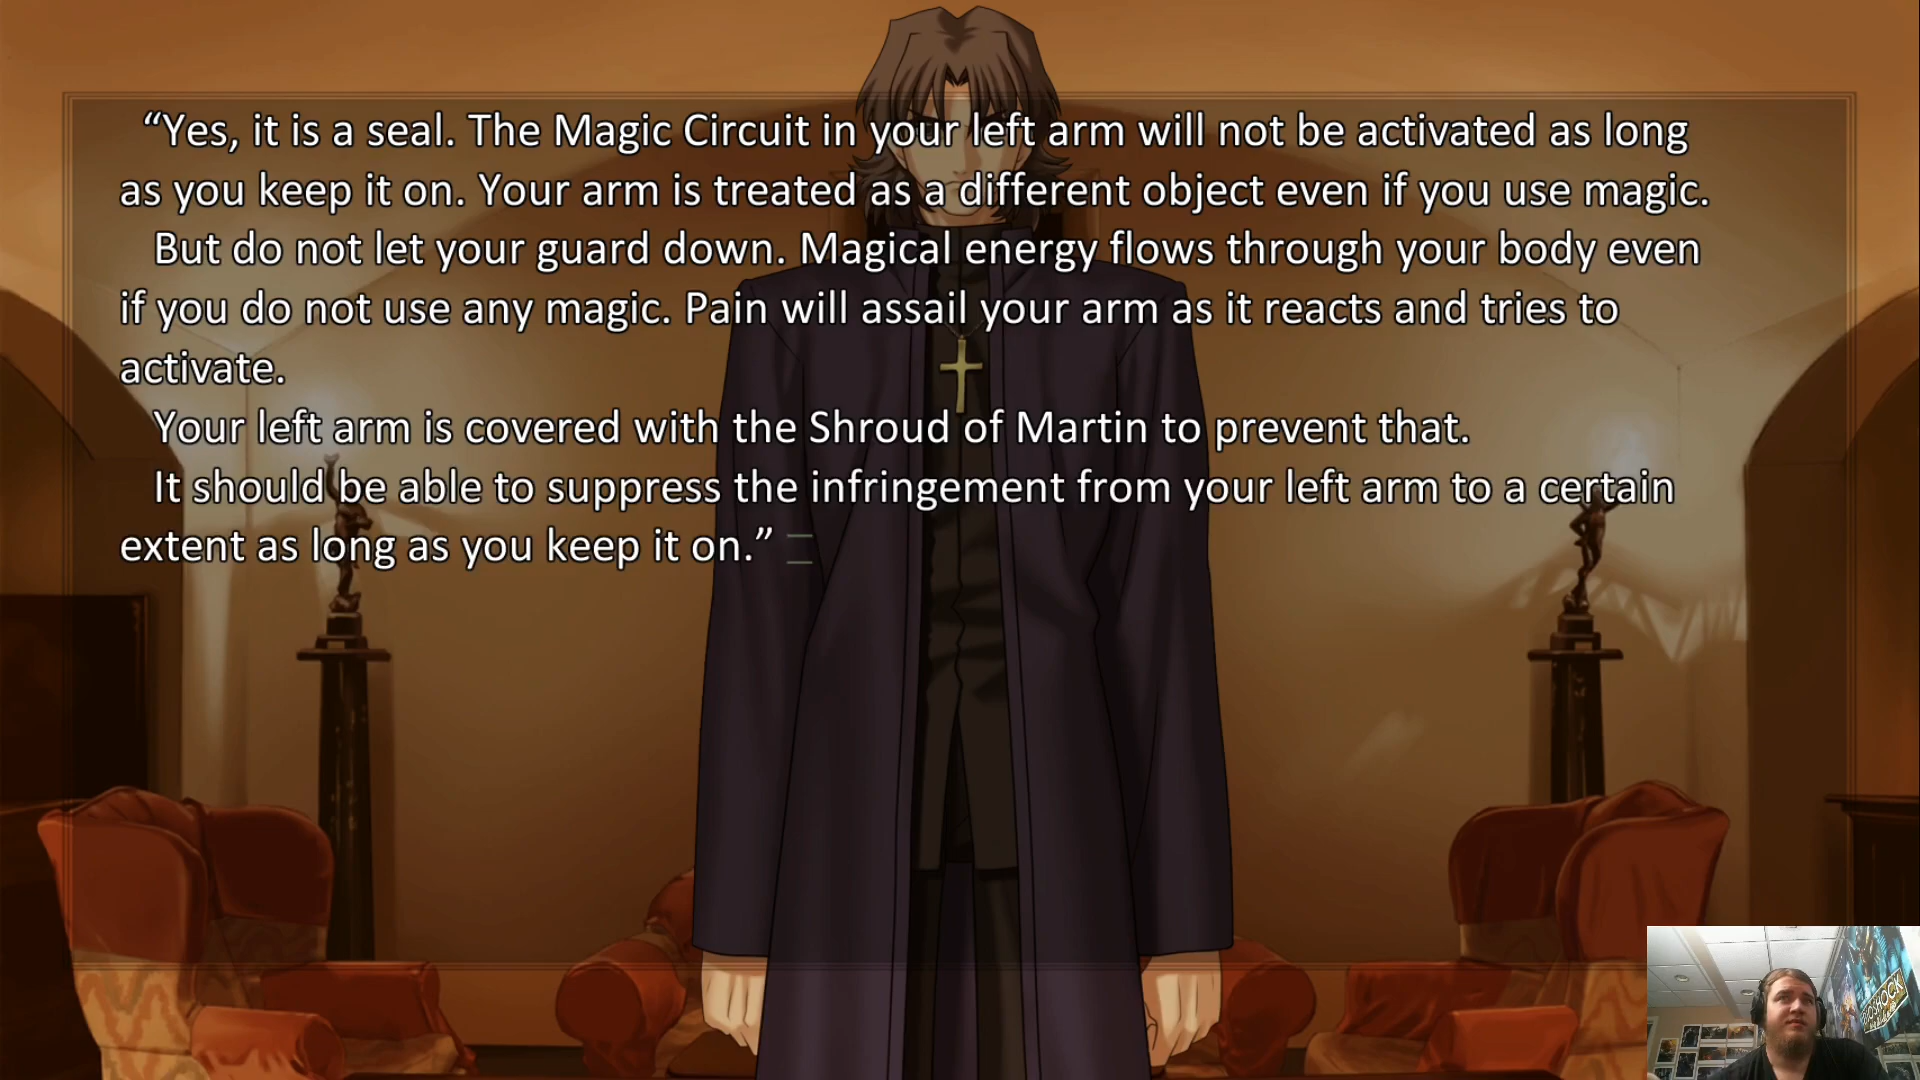 “Yes, it is a seal. The Magic Circuit in your left arm will not be activated as long
as you keep it on. Your arm is treated as a different object even if you use magic.
But do not let your guard down. Magical energy flows through your body even
if you do not use any magic. Pain will assail your arm as it reacts and tries to
activate.
Your left arm is covered with the Shroud of Martin to prevent that.
It should be able to suppress the infringement from your left arm to a certain
extent as long as you keep it on.”
BIOSHOCK